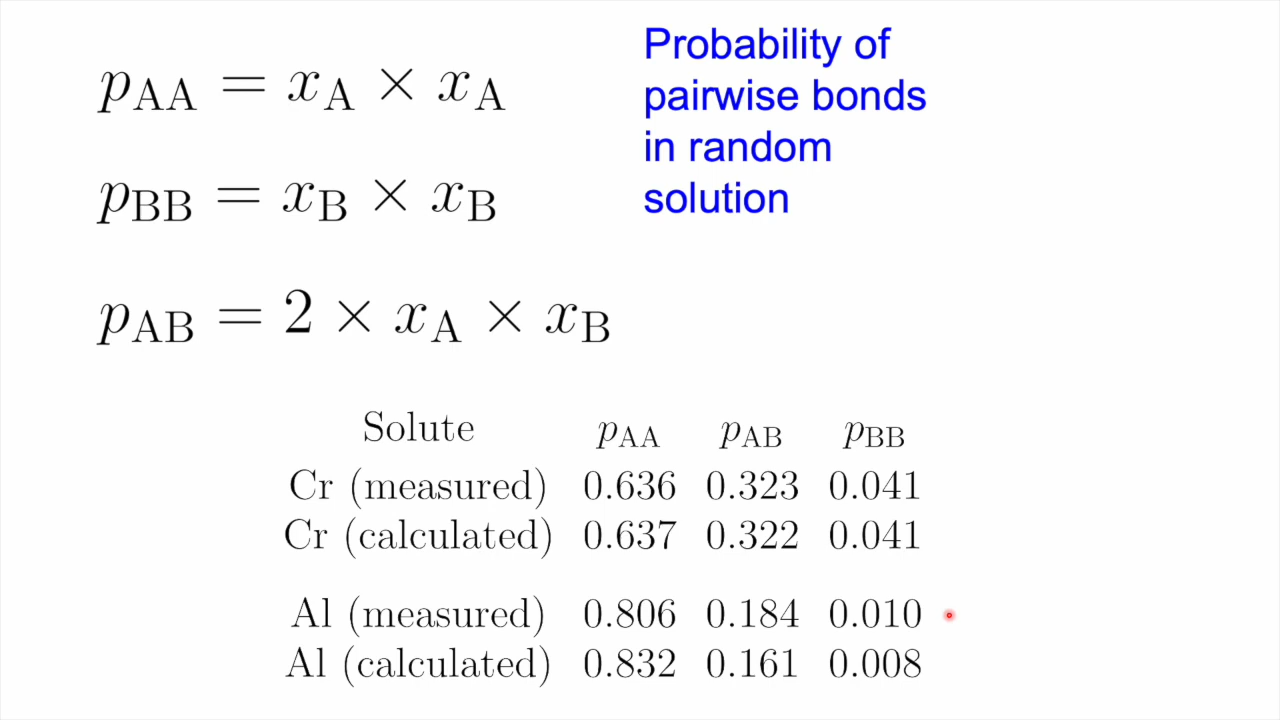 p_AA = x_A × x_A
Probability of
pairwise bonds
in random
solution
p_BB = x_B × x_B
p_AB = 2 × x_A × x_B
Solute p_AA p_AB p_BB
Cr (measured) 0.636 0.323 0.041
Cr (calculated) 0.637 0.322 0.041
Al (measured) 0.806 0.184 0.010
Al (calculated) 0.832 0.161 0.008